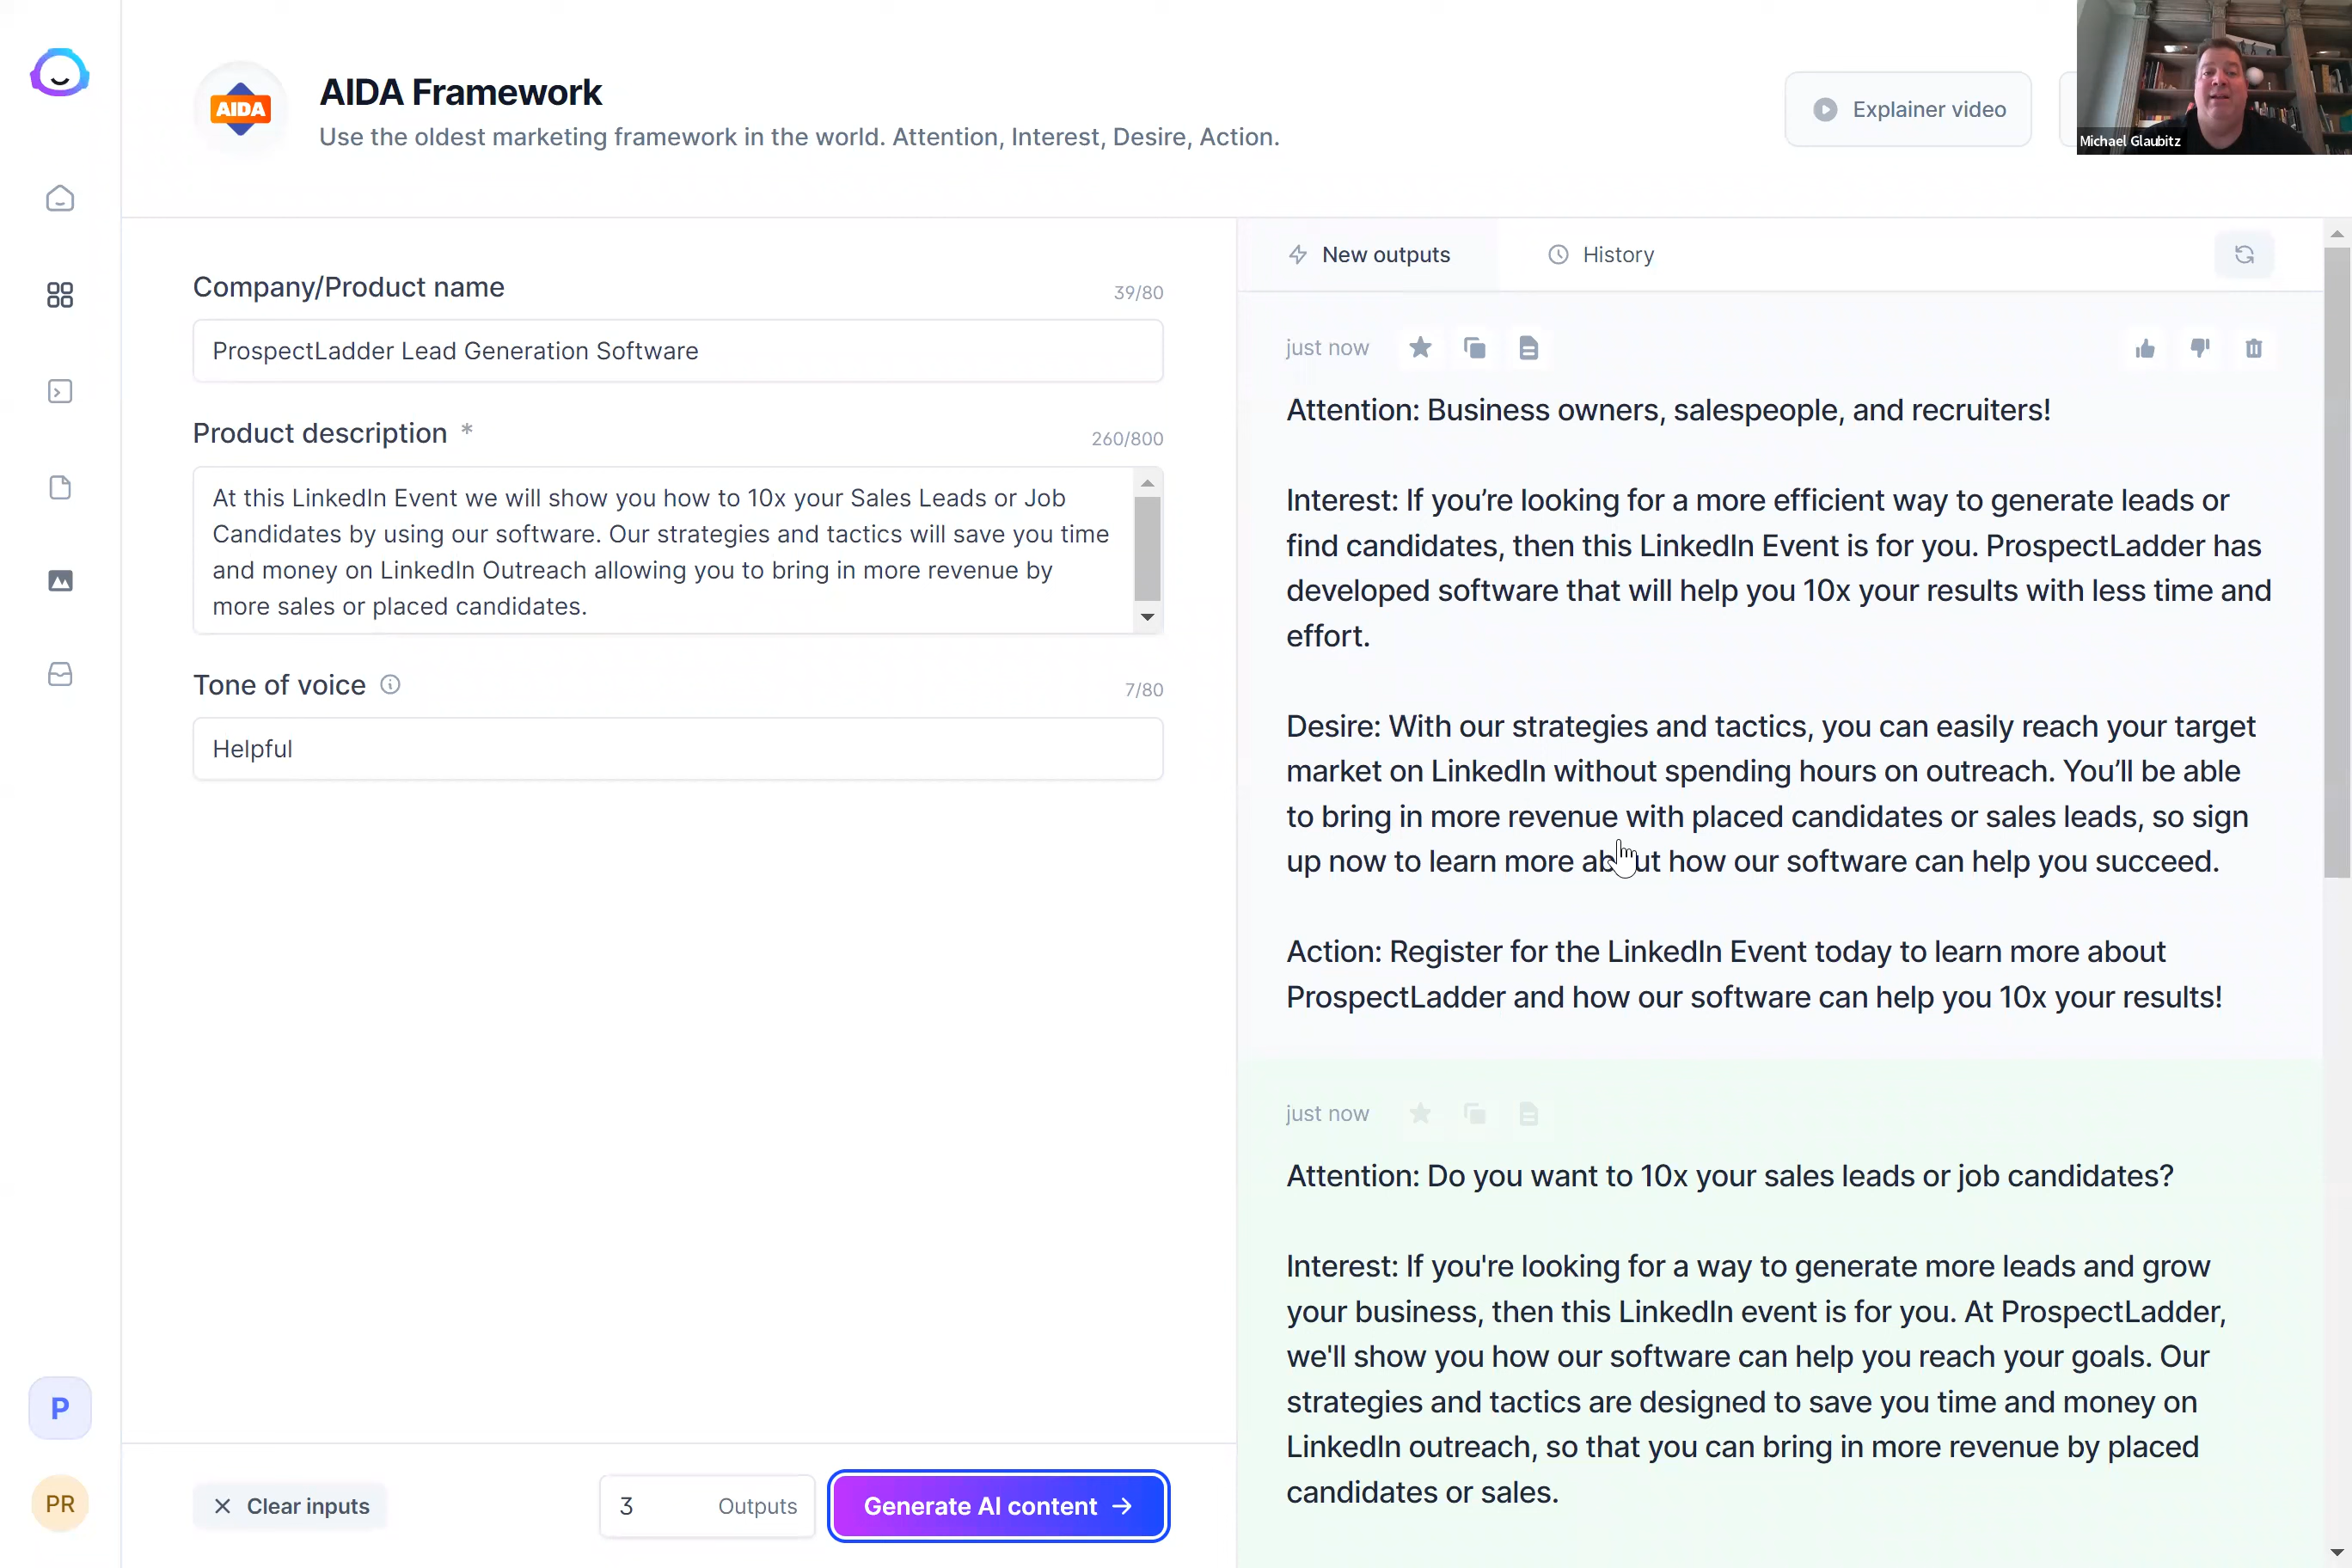 AIDA
AIDA Framework
Use the oldest marketing framework in the world. Attention, Interest, Desire, Action.
Explainer video
Michael Glaubitz
Company/Product name
39/80
ProspectLadder Lead Generation Software
Product description *
260/800
At this LinkedIn Event we will show you how to 10x your Sales Leads or Job
Candidates by using our software. Our strategies and tactics will save you time
and money on LinkedIn Outreach allowing you to bring in more revenue by
more sales or placed candidates.
Tone of voice
7/80
Helpful
P
PR
Clear inputs
3 Outputs
Generate AI content
New outputs
History
just now
Attention: Business owners, salespeople, and recruiters!
Interest: If you’re looking for a more efficient way to generate leads or
find candidates, then this LinkedIn Event is for you. ProspectLadder has
developed software that will help you 10x your results with less time and
effort.
Desire: With our strategies and tactics, you can easily reach your target
market on LinkedIn without spending hours on outreach. You’ll be able
to bring in more revenue with placed candidates or sales leads, so sign
up now to learn more about how our software can help you succeed.
Action: Register for the LinkedIn Event today to learn more about
ProspectLadder and how our software can help you 10x your results!
just now
Attention: Do you want to 10x your sales leads or job candidates?
Interest: If you're looking for a way to generate more leads and grow
your business, then this LinkedIn event is for you. At ProspectLadder,
we'll show you how our software can help you reach your goals. Our
strategies and tactics are designed to save you time and money on
LinkedIn outreach, so that you can bring in more revenue by placed
candidates or sales.